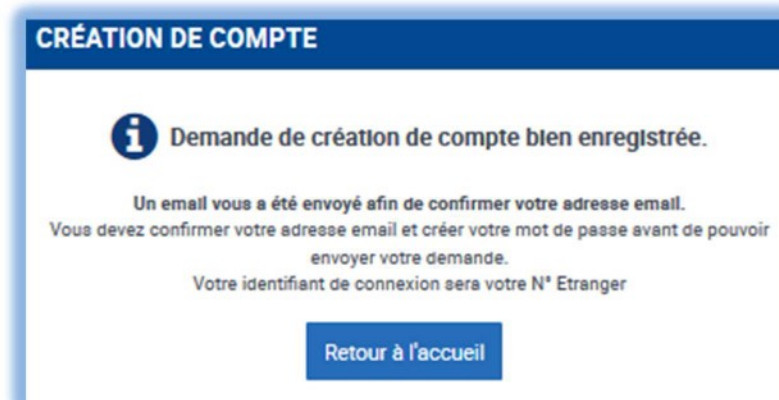 CRÉATION DE COMPTE
Demande de création de compte bien enregistrée.
Un email vous a été envoyé afin de confirmer votre adresse email.
Vous devez confirmer votre adresse email et créer votre mot de passe avant de pouvoir
envoyer votre demande.
Votre identifiant de connexion sera votre N° Etranger
Retour à l'accueil